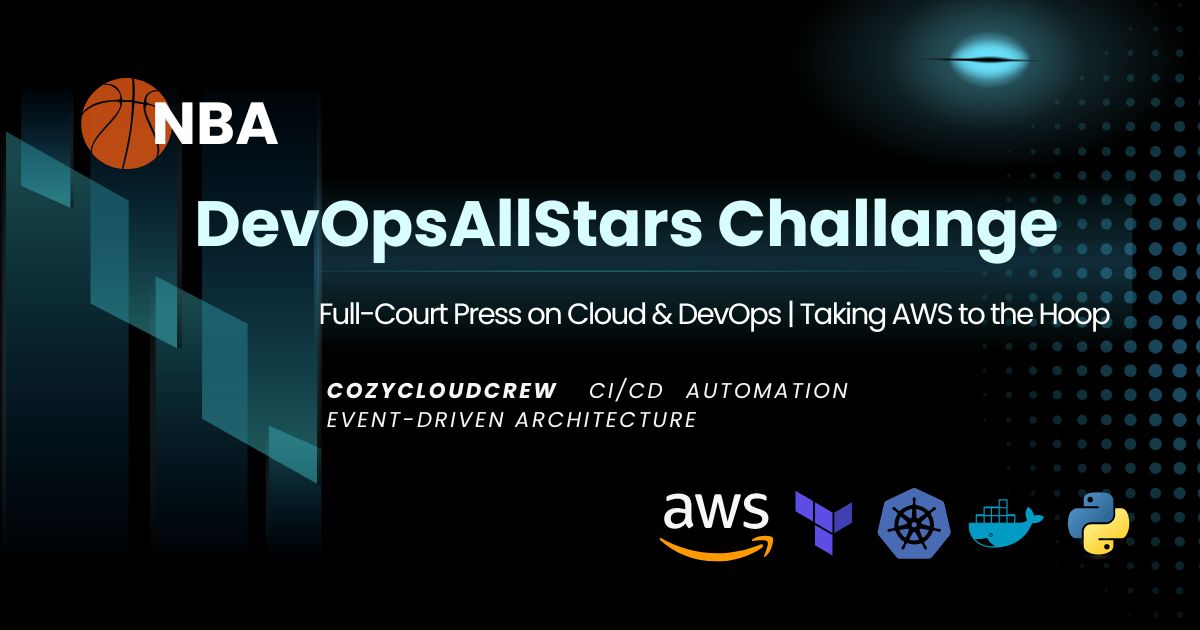 NBA
DevOpsAllStars Challange
Full-Court Press on Cloud & DevOps | Taking AWS to the Hoop
COZYCLOUDCREW CI/CD AUTOMATION
EVENT-DRIVEN ARCHITECTURE
aws